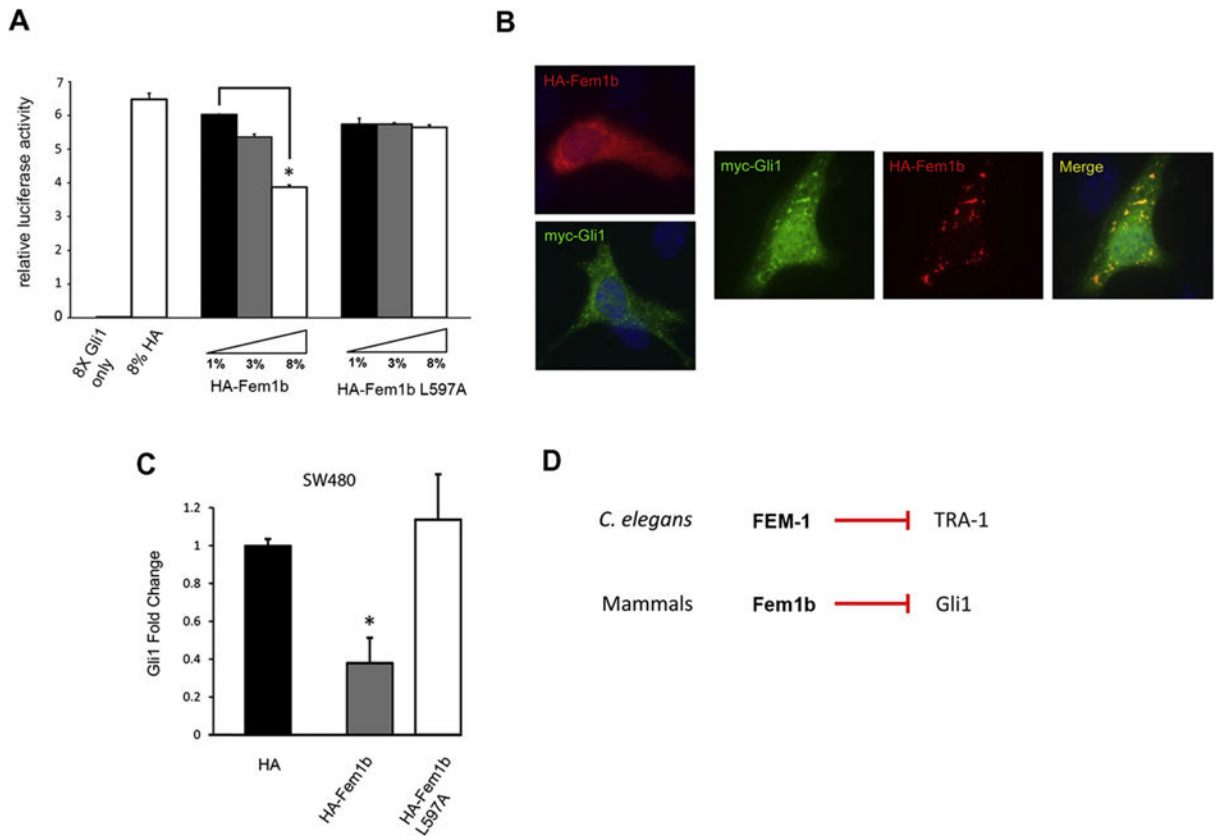 A
relative luciferase activity
7
6
5
4
3
2
1
0
*
8X Gli1
only
8% HA
1% 3% 8%
HA-Fem1b
1% 3% 8%
HA-Fem1b L597A
B
HA-Fem1b
myc-Gli1
myc-Gli1
HA-Fem1b
Merge
C
SW480
Gli1 Fold Change
1.2
1
0.8
0.6
0.4
0.2
0
*
HA
HA-Fem1b
HA-Fem1b
L597A
D
C. elegans FEM-1 TRA-1
Mammals Fem1b Gli1